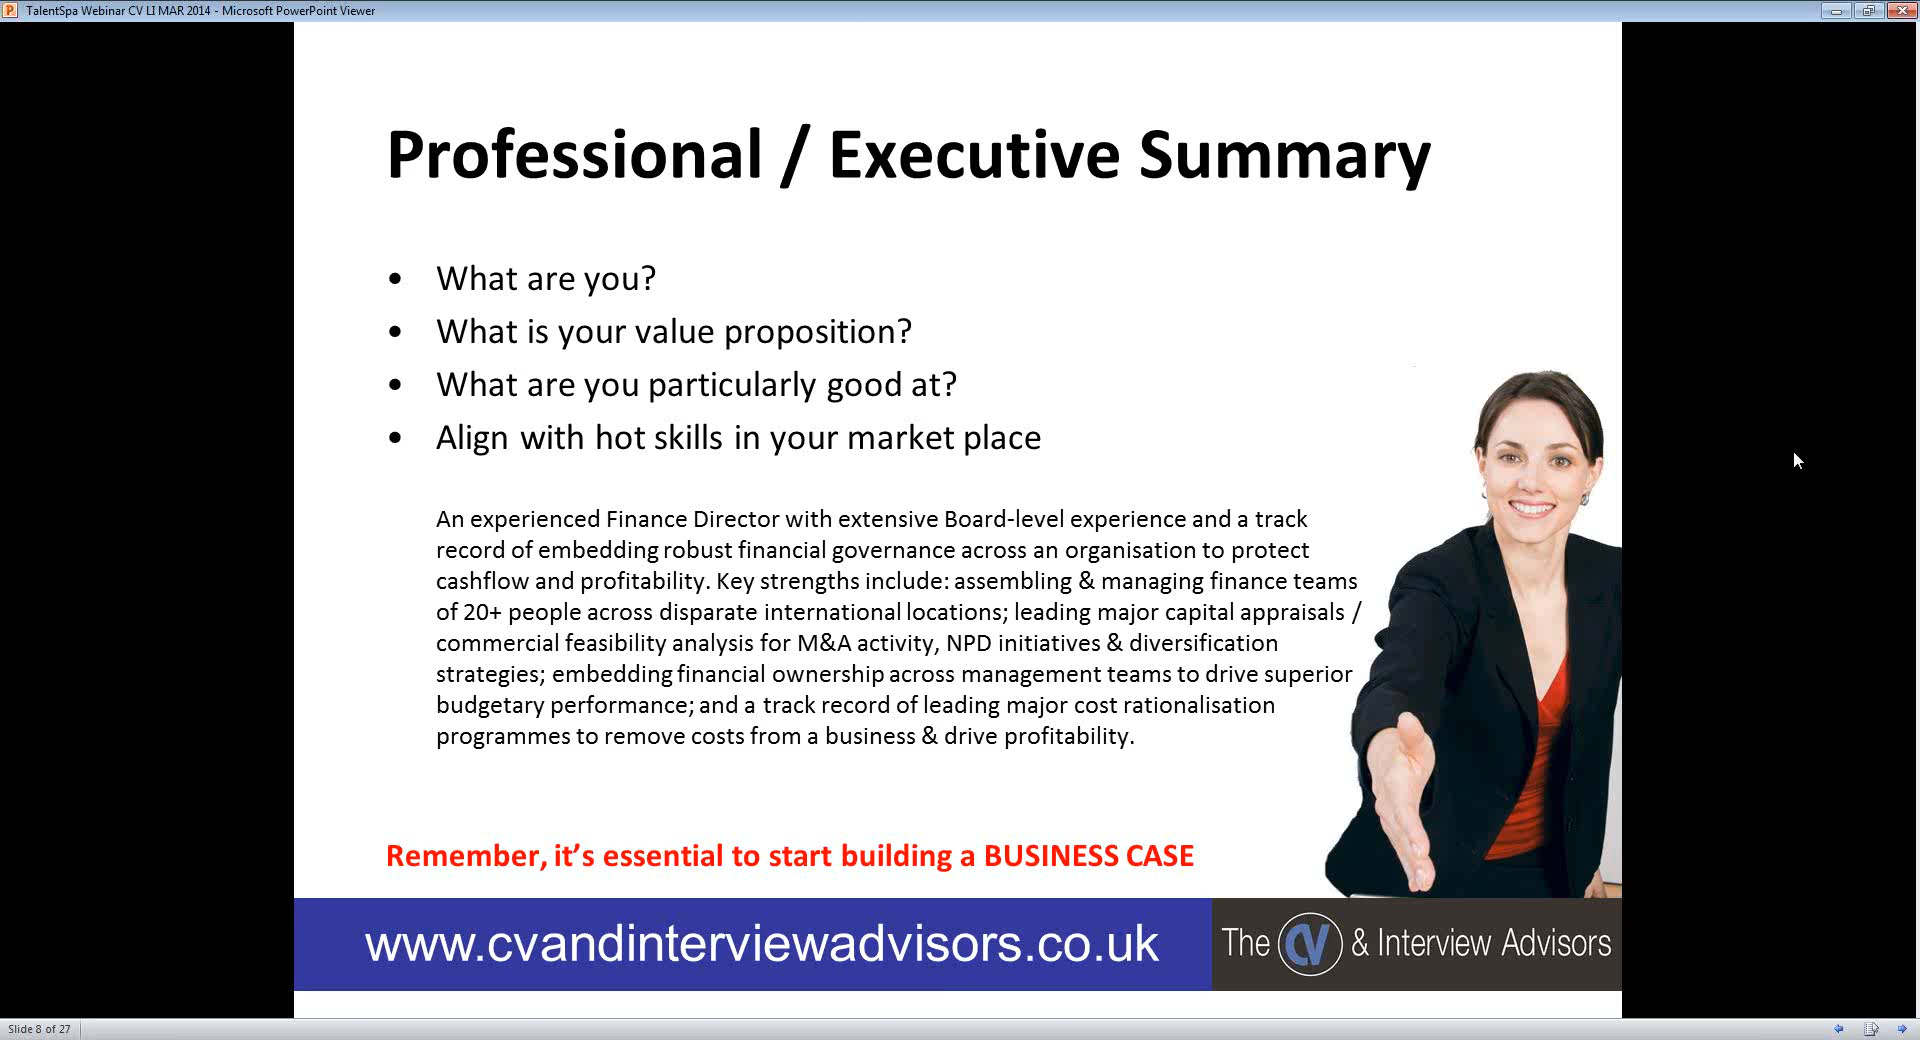 TalentSpa Webinar CV LI MAR 2014 - Microsoft PowerPoint Viewer
Professional / Executive Summary
• What are you?
• What is your value proposition?
• What are you particularly good at?
• Align with hot skills in your market place
An experienced Finance Director with extensive Board-level experience and a track
record of embedding robust financial governance across an organisation to protect
cashflow and profitability. Key strengths include: assembling & managing finance teams
of 20+ people across disparate international locations; leading major capital appraisals /
commercial feasibility analysis for M&A activity, NPD initiatives & diversification
strategies; embedding financial ownership across management teams to drive superior
budgetary performance; and a track record of leading major cost rationalisation
programmes to remove costs from a business & drive profitability.
Remember, it's essential to start building a BUSINESS CASE
www.cvandinterviewadvisors.co.uk
The CV & Interview Advisors
Slide 8 of 27